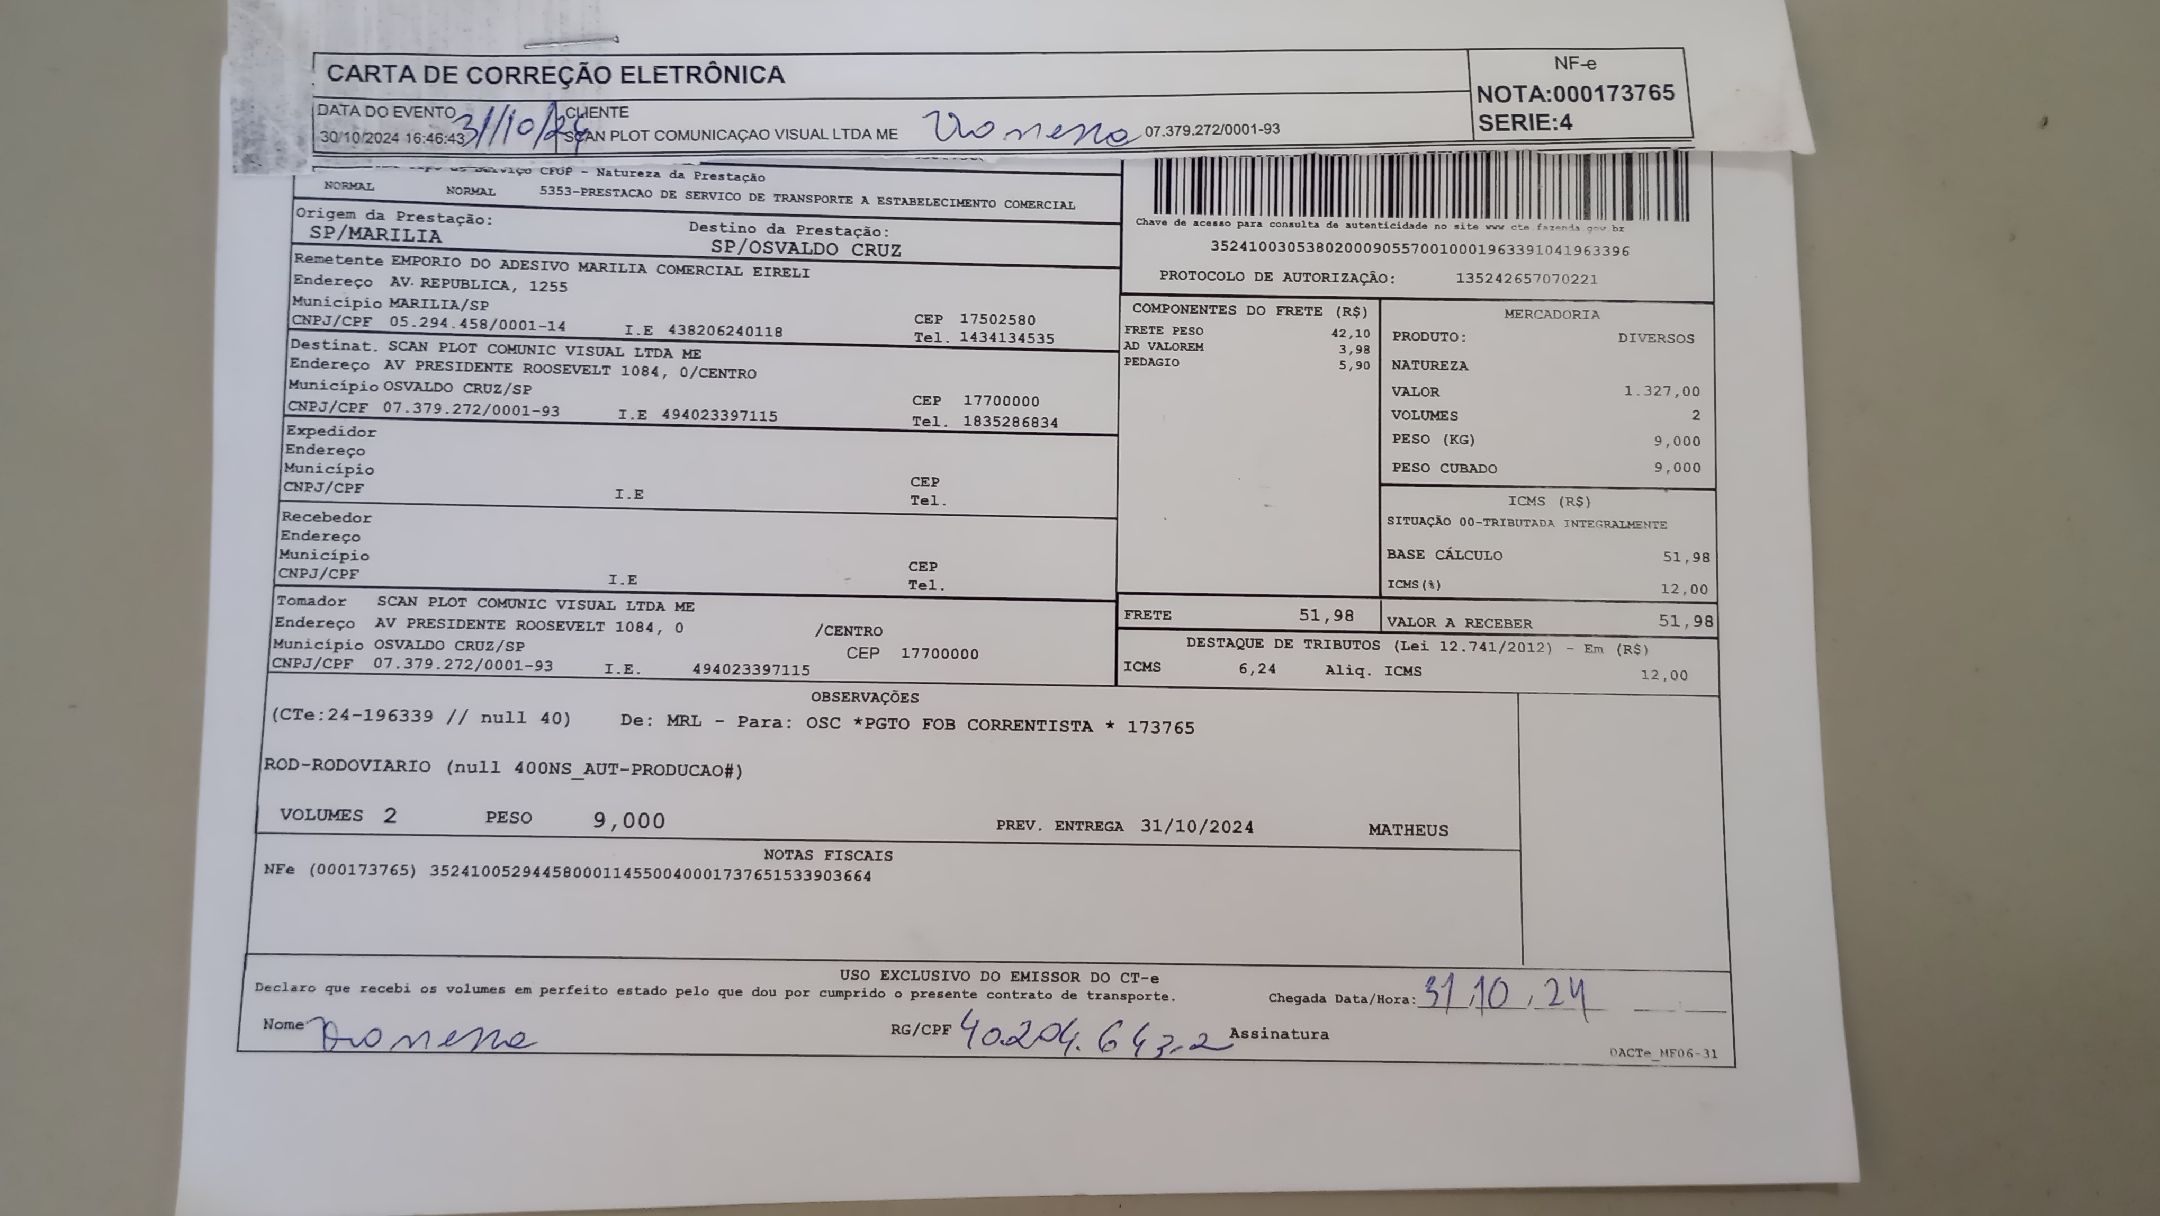 CARTA DE CORREÇÃO ELETRÔNICA
NF-e
NOTA:000173765
SERIE:4
DATA DO EVENTO
30/10/2024 16:46:43
31/10/24
CLIENTE
SCAN PLOT COMUNICAÇAO VISUAL LTDA ME
07.379.272/0001-93
Serviço CFOP - Natureza da Prestação
NORMAL NORMAL 5353-PRESTACAO DE SERVICO DE TRANSPORTE A ESTABELECIMENTO COMERCIAL
Origem da Prestação: Destino da Prestação:
SP/MARILIA SP/OSVALDO CRUZ
Remetente EMPORIO DO ADESIVO MARILIA COMERCIAL EIRELI
Endereço AV. REPUBLICA, 1255
Município MARILIA/SP CEP 17502580
CNPJ/CPF 05.294.458/0001-14 I.E 438206240118 Tel. 1434134535
Destinat. SCAN PLOT COMUNIC VISUAL LTDA ME
Endereço AV PRESIDENTE ROOSEVELT 1084, 0/CENTRO
Município OSVALDO CRUZ/SP CEP 17700000
CNPJ/CPF 07.379.272/0001-93 I.E 494023397115 Tel. 1835286834
Expedidor
Endereço
Município CEP
CNPJ/CPF I.E Tel.
Recebedor
Endereço
Município CEP
CNPJ/CPF I.E Tel.
Tomador SCAN PLOT COMUNIC VISUAL LTDA ME
Endereço AV PRESIDENTE ROOSEVELT 1084, 0 /CENTRO
Município OSVALDO CRUZ/SP CEP 17700000
CNPJ/CPF 07.379.272/0001-93 I.E. 494023397115
Chave de acesso para consulta de autenticidade no site www cte fazenda.gov br
35241003053802000905570010001963391041963396
PROTOCOLO DE AUTORIZAÇÃO: 135242657070221
COMPONENTES DO FRETE (R$)
FRETE PESO 42,10
AD VALOREM 3,98
PEDAGIO 5,90
MERCADORIA
PRODUTO: DIVERSOS
NATUREZA
VALOR 1.327,00
VOLUMES 2
PESO (KG) 9,000
PESO CUBADO 9,000
ICMS (R$)
SITUAÇÃO 00-TRIBUTADA INTEGRALMENTE
BASE CÁLCULO 51,98
ICMS(%) 12,00
FRETE 51,98 VALOR A RECEBER 51,98
DESTAQUE DE TRIBUTOS (Lei 12.741/2012) - Em (R$)
ICMS 6,24 Aliq. ICMS 12,00
OBSERVAÇÕES
(CTe:24-196339 // null 40) De: MRL - Para: OSC *PGTO FOB CORRENTISTA * 173765
ROD-RODOVIARIO (null 400NS_AUT-PRODUCAO#)
VOLUMES 2 PESO 9,000 PREV. ENTREGA 31/10/2024 MATHEUS
NOTAS FISCAIS
NFe (000173765) 35241005294458000114550040001737651533903664
USO EXCLUSIVO DO EMISSOR DO CT-e
Declaro que recebi os volumes em perfeito estado pelo que dou por cumprido o presente contrato de transporte.
Chegada Data/Hora: 31,10,24
Nome RG/CPF 40204.643-2 Assinatura
DACTe_MF06-31